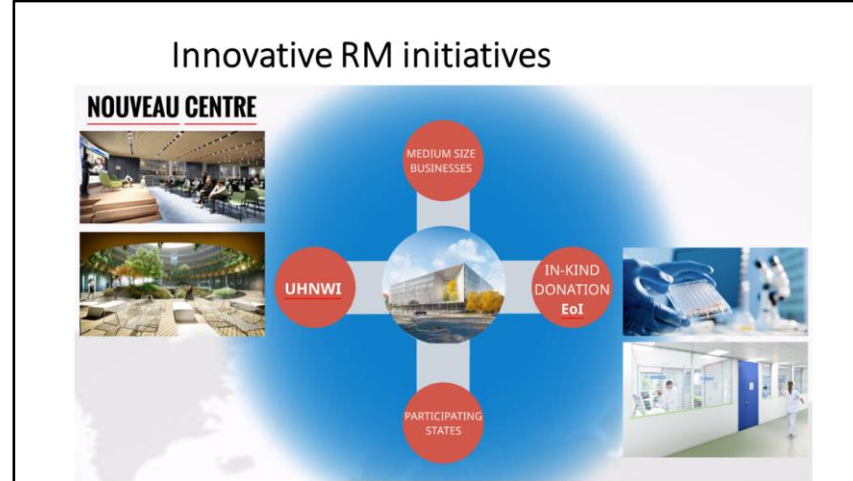 Innovative RM initiatives
NOUVEAU CENTRE
MEDIUM SIZE
BUSINESSES
UHNWI
IN-KIND
DONATION
EoI
PARTICIPATING
STATES